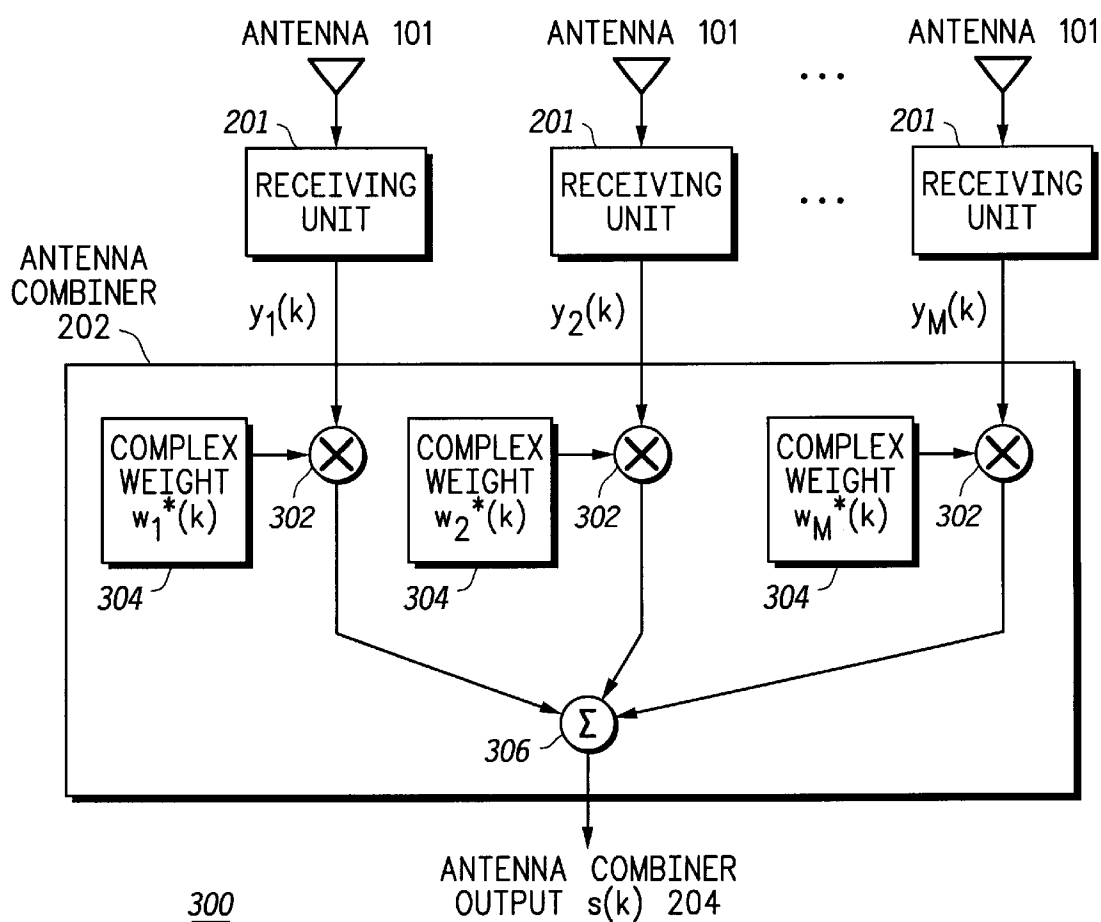 ANTENNA 101 ANTENNA 101 ANTENNA 101
...
201 201 201
RECEIVING UNIT
RECEIVING UNIT
...
RECEIVING UNIT
ANTENNA
COMBINER
202
y1(k) y2(k) yM(k)
COMPLEX
WEIGHT
w1*(k)
302
304
COMPLEX
WEIGHT
w2*(k)
302
304
COMPLEX
WEIGHT
wM*(k)
302
304
Σ
306
ANTENNA COMBINER
OUTPUT s(k) 204
300